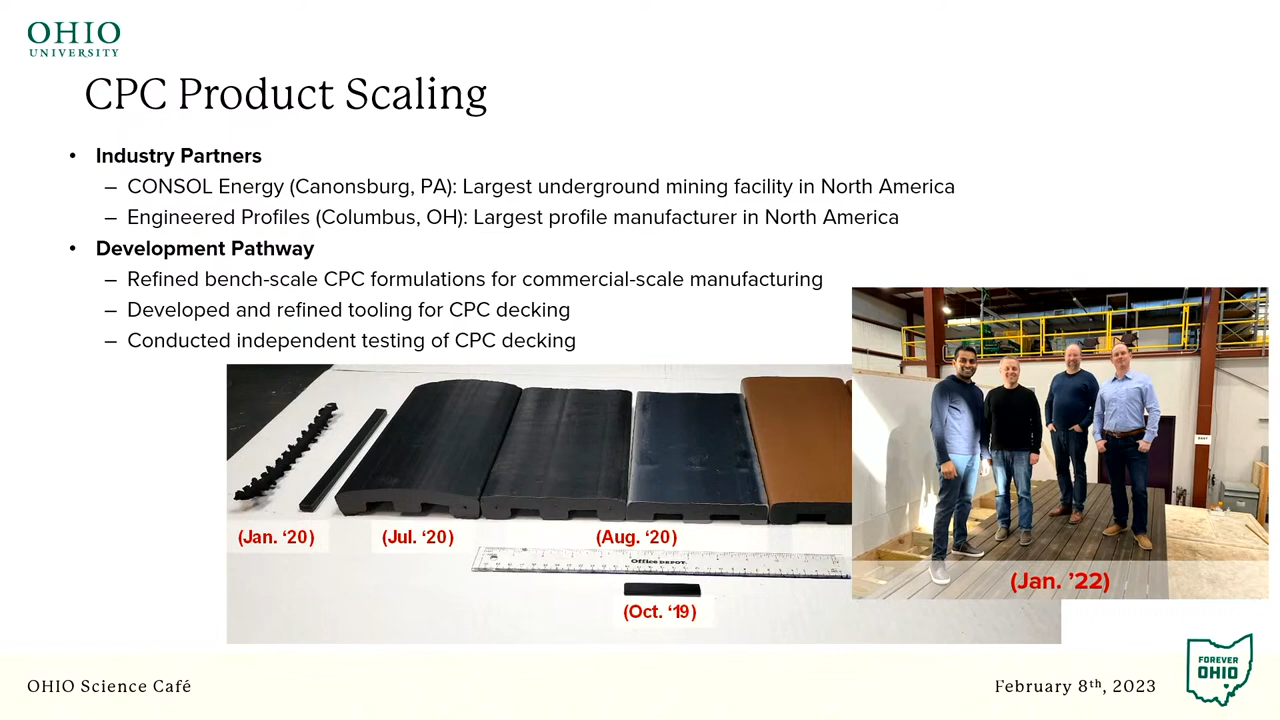 OHIO
UNIVERSITY
CPC Product Scaling
• Industry Partners
– CONSOL Energy (Canonsburg, PA): Largest underground mining facility in North America
– Engineered Profiles (Columbus, OH): Largest profile manufacturer in North America
• Development Pathway
– Refined bench-scale CPC formulations for commercial-scale manufacturing
– Developed and refined tooling for CPC decking
– Conducted independent testing of CPC decking
(Jan. ‘20)
(Jul. ‘20)
(Aug. ‘20)
Office DEPOT
(Oct. ‘19)
(Jan. ’22)
OHIO Science Café
February 8th, 2023
FOREVER
OHIO